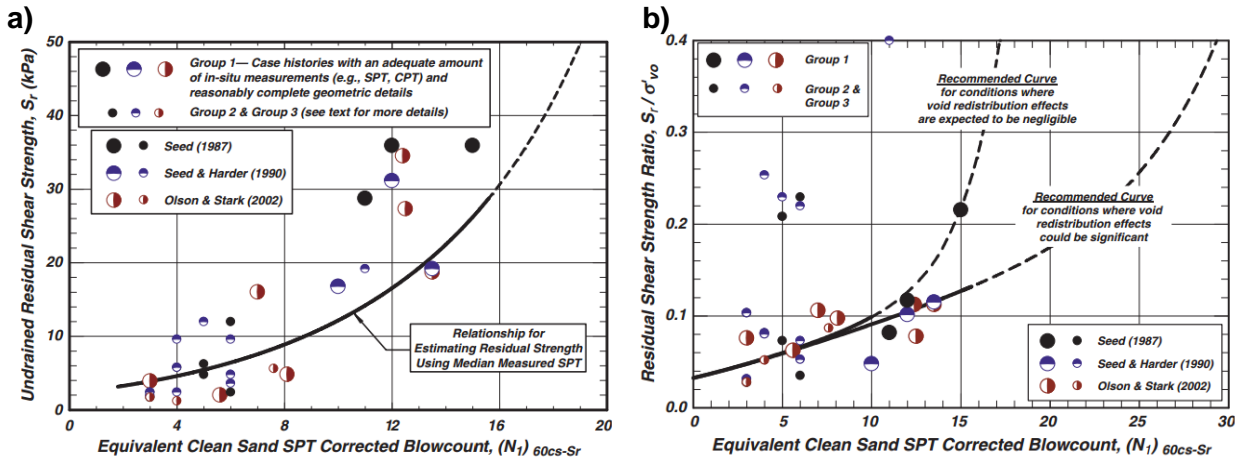 a)
Undrained Residual Shear Strength, Sr (kPa)
50
40
30
20
10
0
Group 1— Case histories with an adequate amount
of in-situ measurements (e.g., SPT, CPT) and
reasonably complete geometric details
Group 2 & Group 3 (see text for more details)
Seed (1987)
Seed & Harder (1990)
Olson & Stark (2002)
Relationship for
Estimating Residual Strength
Using Median Measured SPT
0 4 8 12 16 20
Equivalent Clean Sand SPT Corrected Blowcount, (N1) 60cs-Sr
b)
Residual Shear Strength Ratio, Sr / σ'vo
0.4
0.3
0.2
0.1
0.0
Group 1
Group 2 &
Group 3
Recommended Curve
for conditions where
void redistribution effects
are expected to be negligible
Recommended Curve
for conditions where void
redistribution effects
could be significant
Seed (1987)
Seed & Harder (1990)
Olson & Stark (2002)
0 5 10 15 20 25 30
Equivalent Clean Sand SPT Corrected Blowcount, (N1) 60cs-Sr